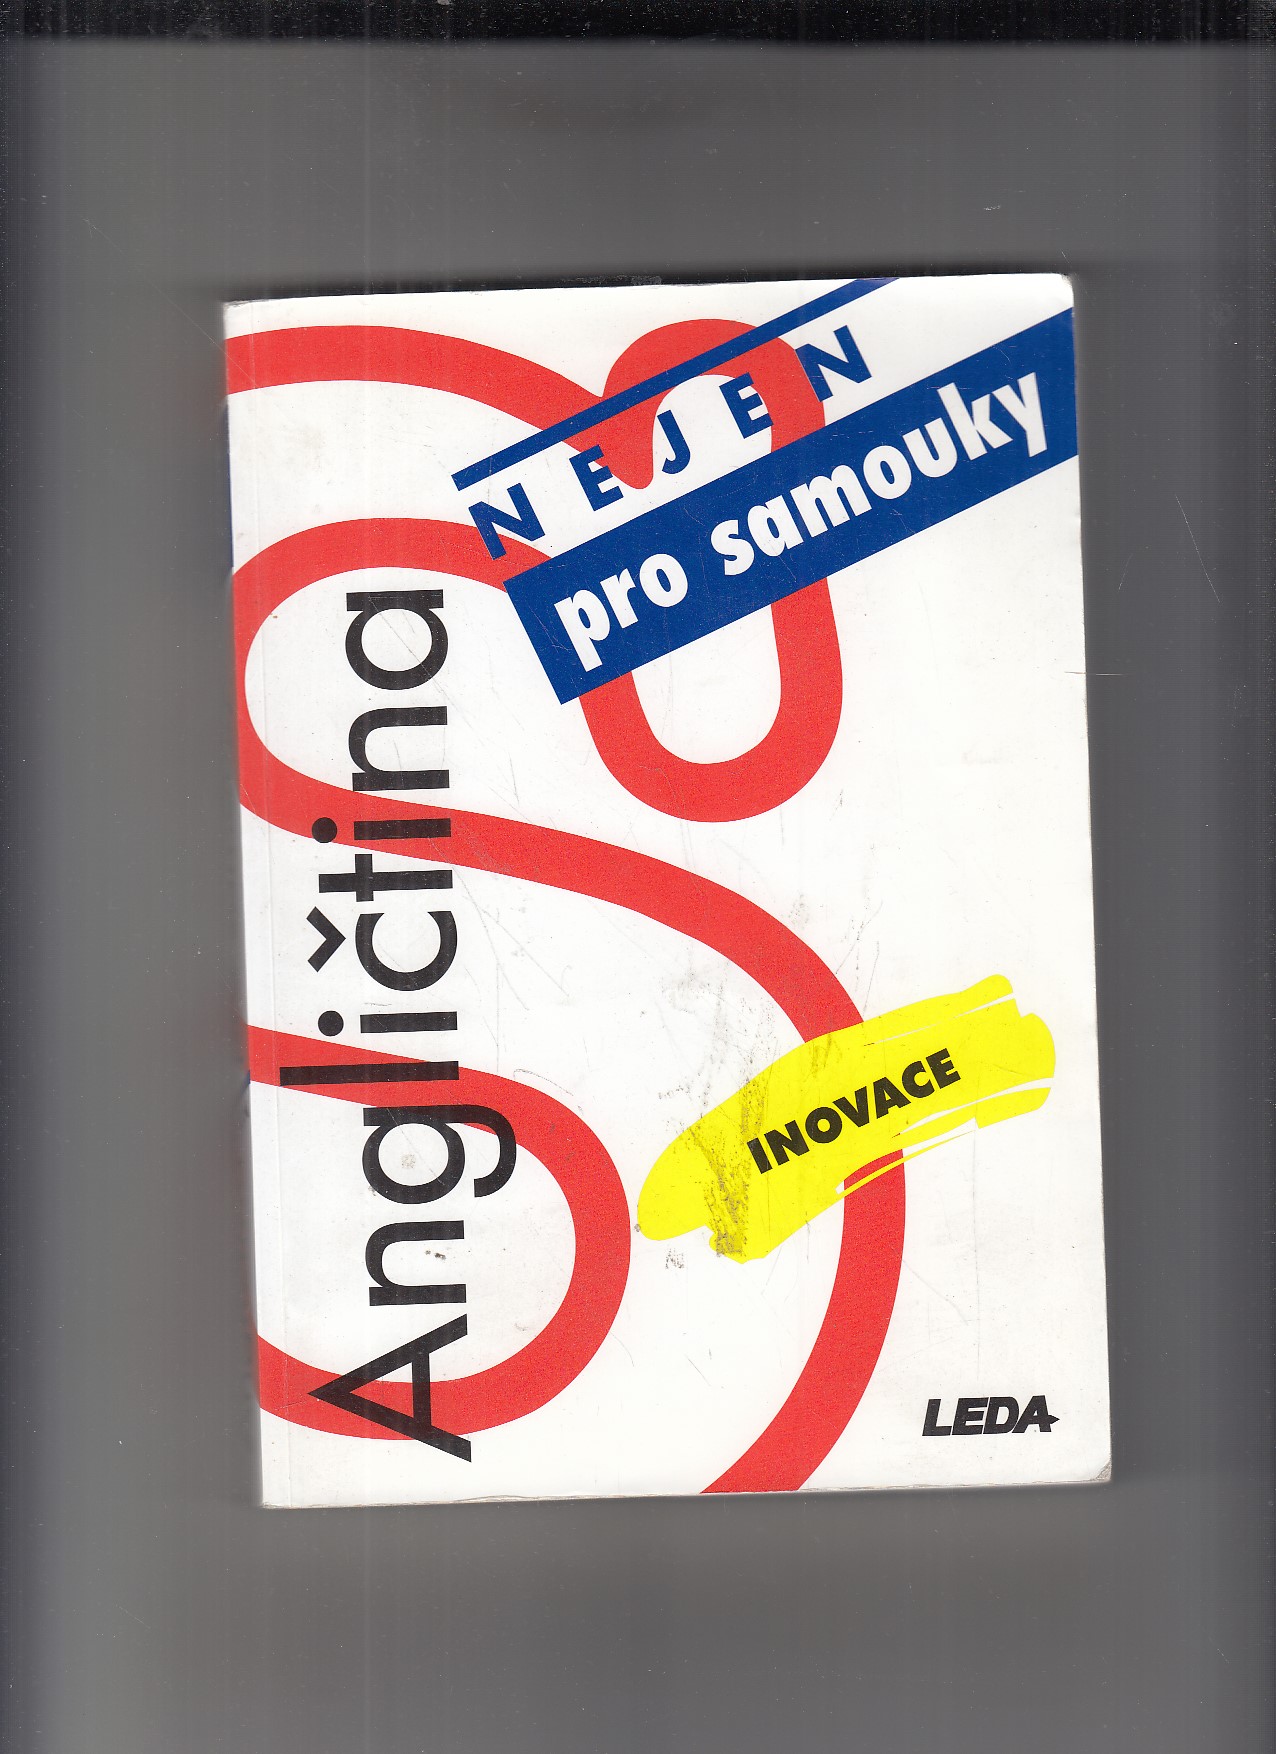 Angličtina
NEJEN
pro samouky
INOVACE
LEDA